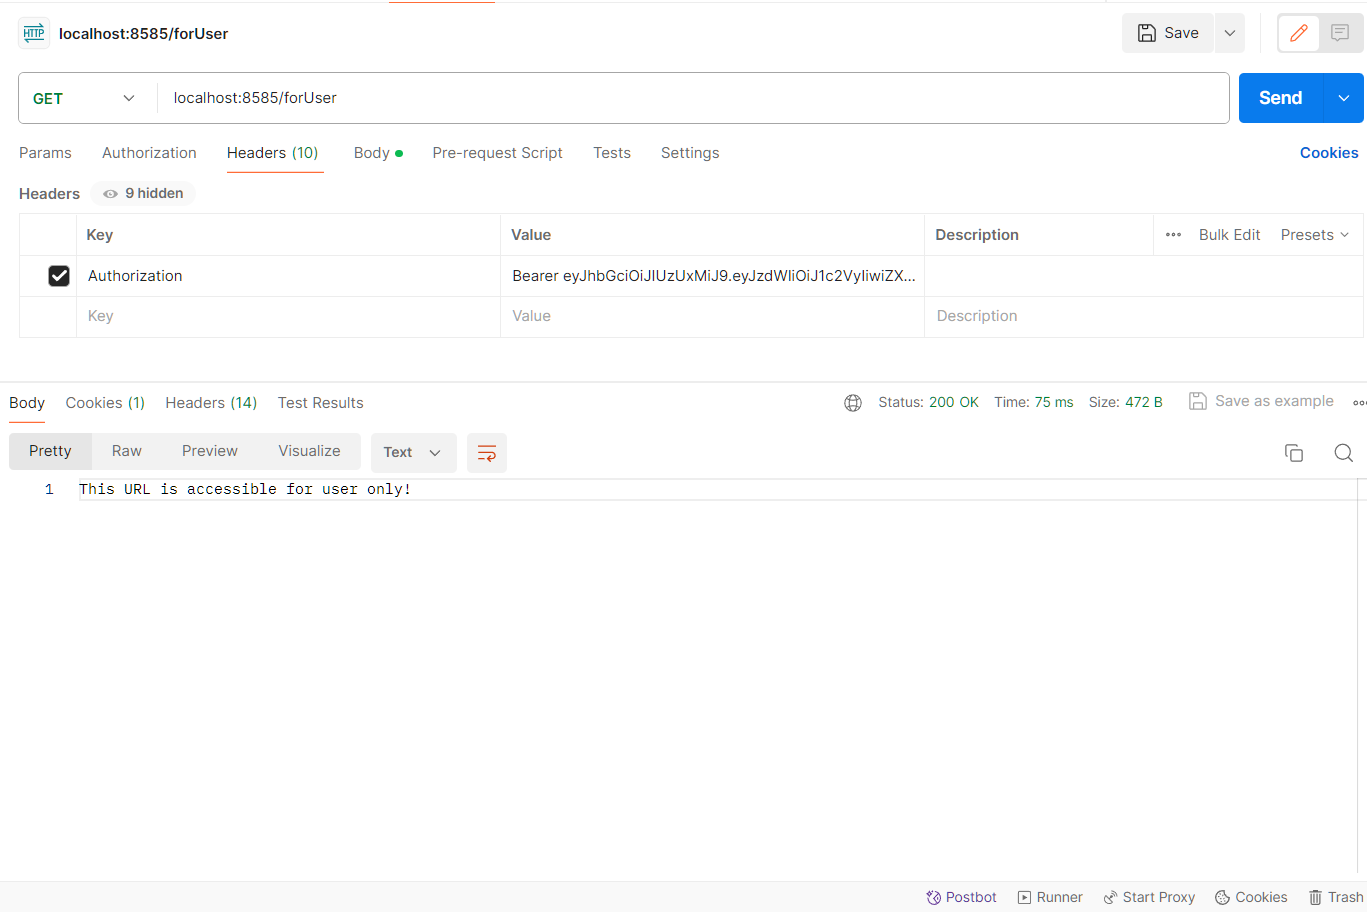 HTTP localhost:8585/forUser Save
GET localhost:8585/forUser Send
Params Authorization Headers (10) Body Pre-request Script Tests Settings Cookies
Headers 9 hidden
Key Value Description Bulk Edit Presets
Authorization Bearer eyJhbGciOiJIUzUxMiJ9.eyJzdWIiOiJ1c2VyIiwiZX...
Key Value Description
Body Cookies (1) Headers (14) Test Results Status: 200 OK Time: 75 ms Size: 472 B Save as example
Pretty Raw Preview Visualize Text
1 This URL is accessible for user only!
Postbot Runner Start Proxy Cookies Trash